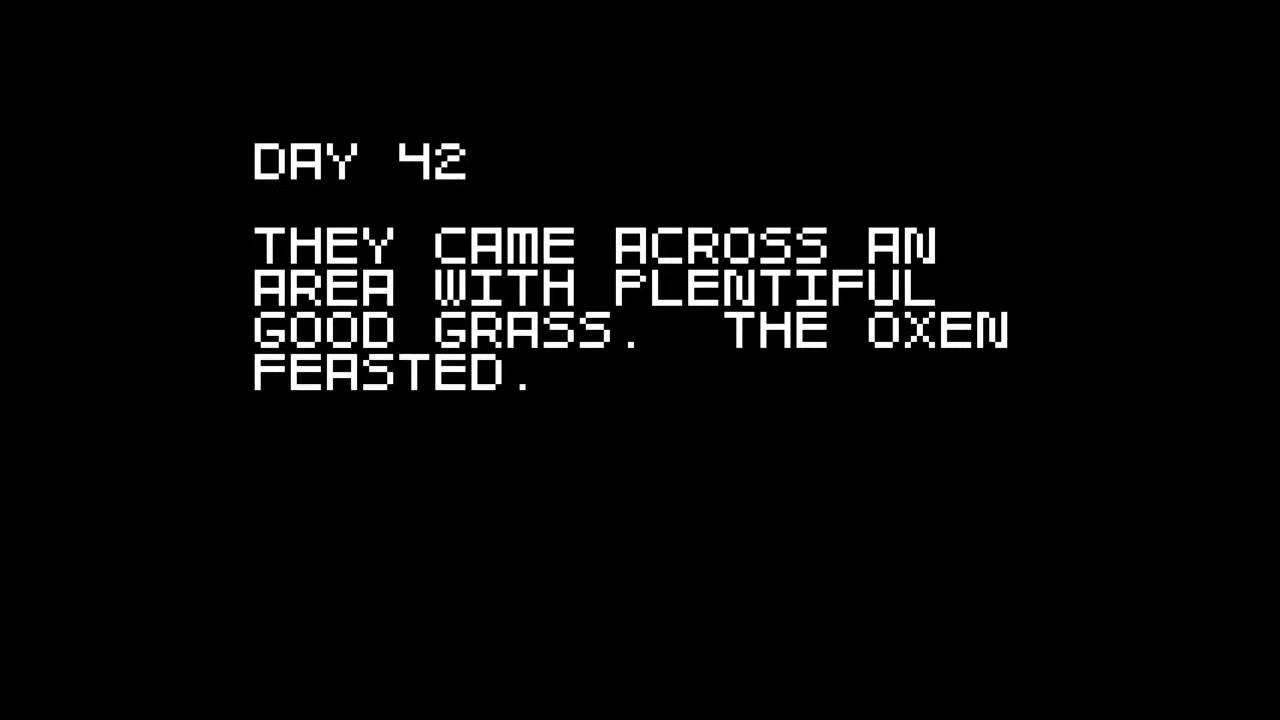 DAY 42
THEY CAME ACROSS AN
AREA WITH PLENTIFUL
GOOD GRASS.  THE OXEN
FEASTED.